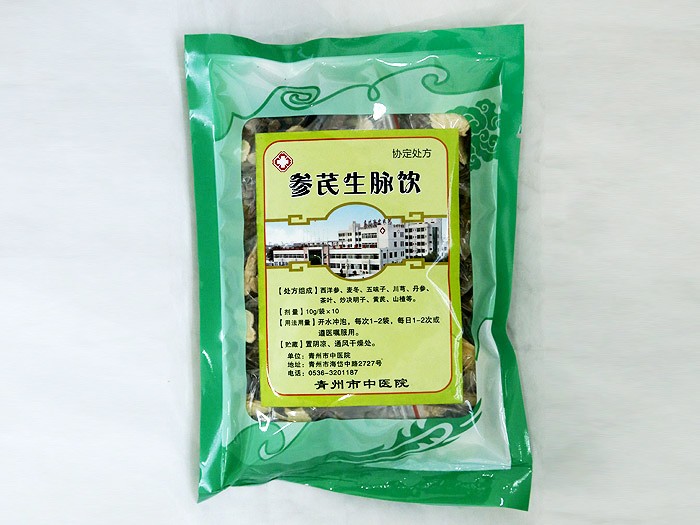 协定处方
参芪生脉饮
【处方组成】西洋参、麦冬、五味子、川芎、丹参、
茶叶、炒决明子、黄芪、山楂等。
【剂量】10g/袋×10
【用法用量】开水冲泡，每次1-2袋，每日1-2次或
遵医嘱服用。
【贮藏】置阴凉、通风干燥处。
单位：青州市中医院
地址：青州市海岱中路2727号
电话：0536-3201187
青州市中医院